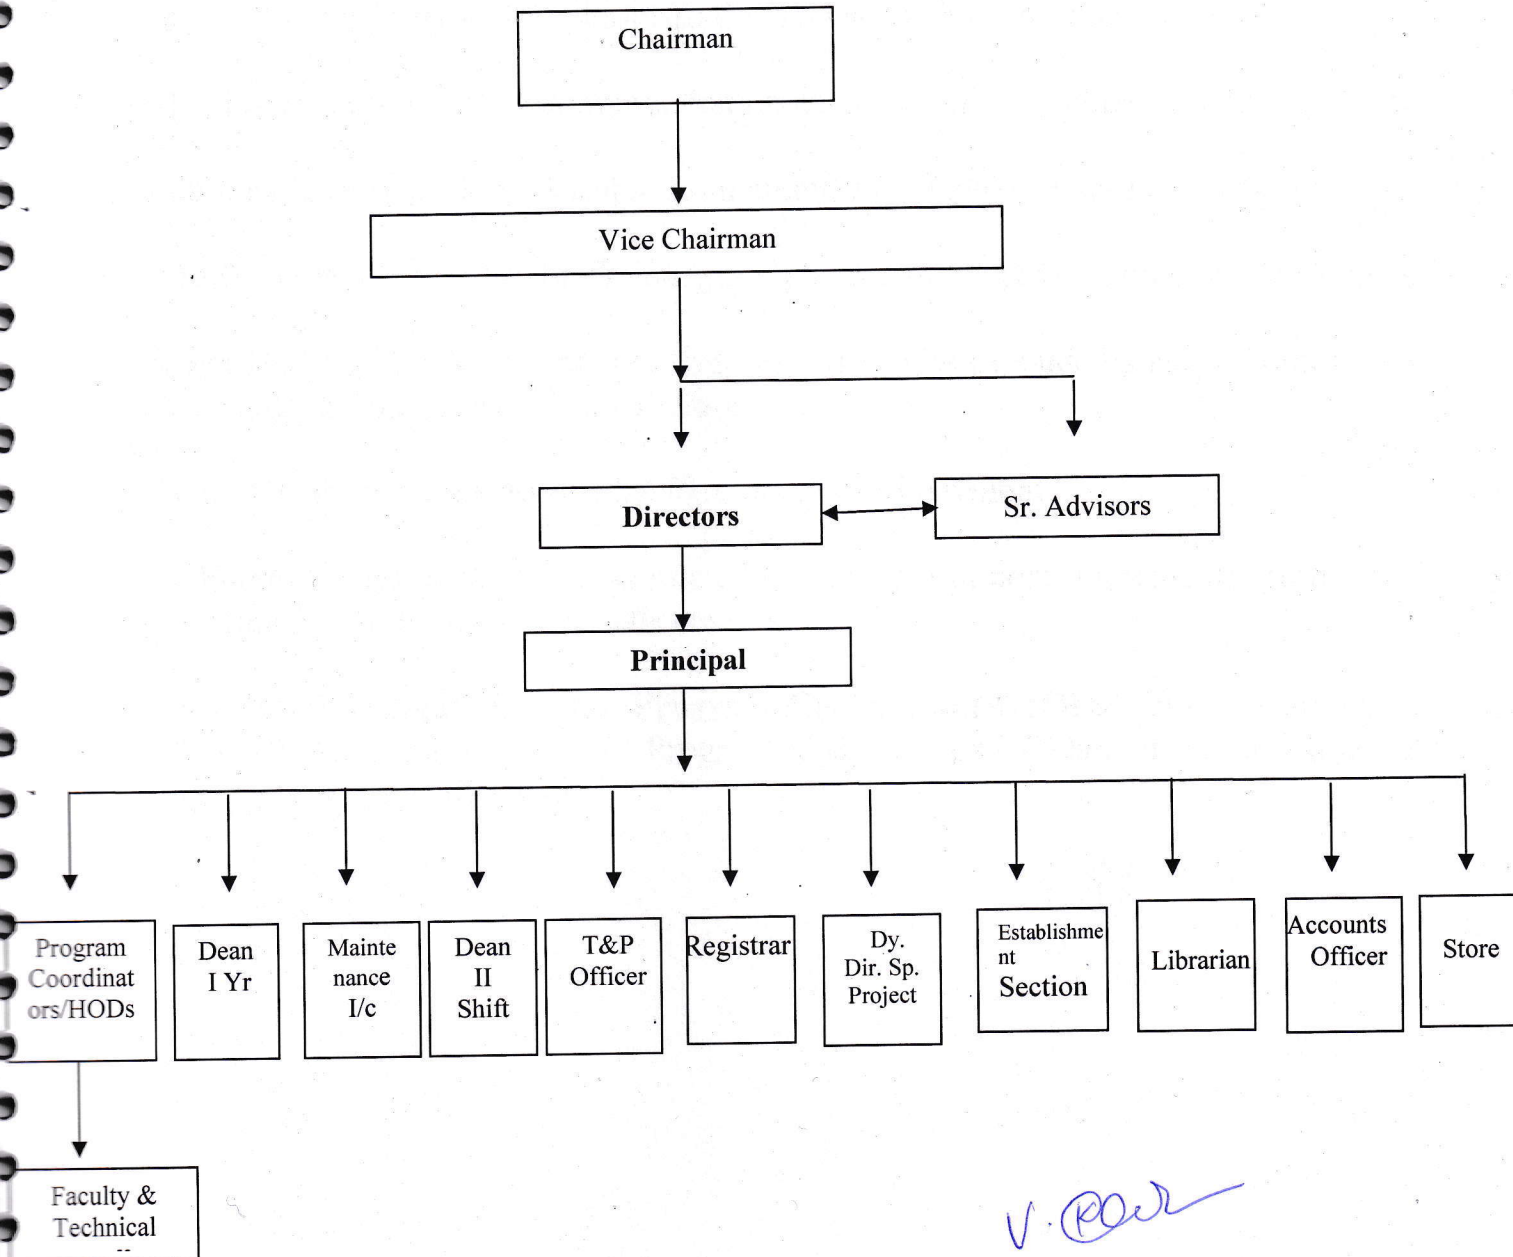 Chairman
Vice Chairman
Directors
Sr. Advisors
Principal
Program
Coordinat
ors/HODs
Dean
I Yr
Mainte
nance
I/c
Dean
II
Shift
T&P
Officer
Registrar
Dy.
Dir. Sp.
Project
Establishme
nt
Section
Librarian
Accounts
Officer
Store
Faculty &
Technical